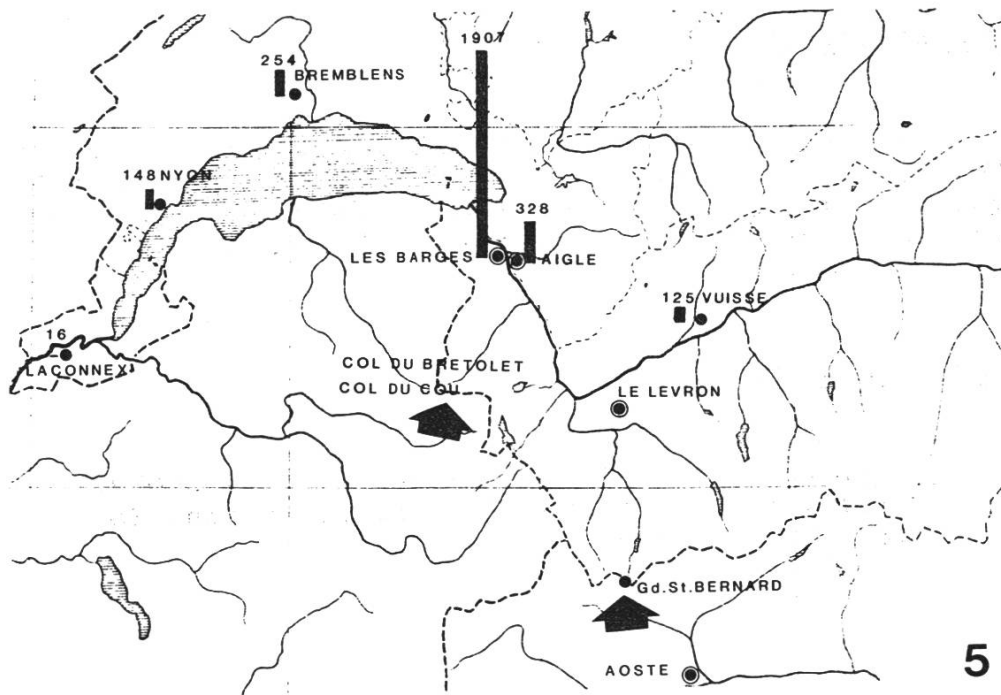 1907
254
BREMBLENS
148 NYON
328
LES BARGES
AIGLE
125 VUISSE
16
LACONNEX
COL DU BRETOLET
COL DU COU
LE LEVRON
Gd.St.BERNARD
AOSTE
5